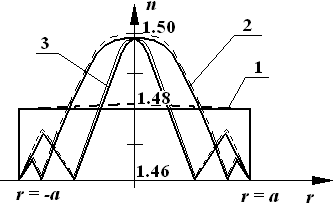 n
1.50
3
2
1
1.48
1.46
r = -a
r = a
r